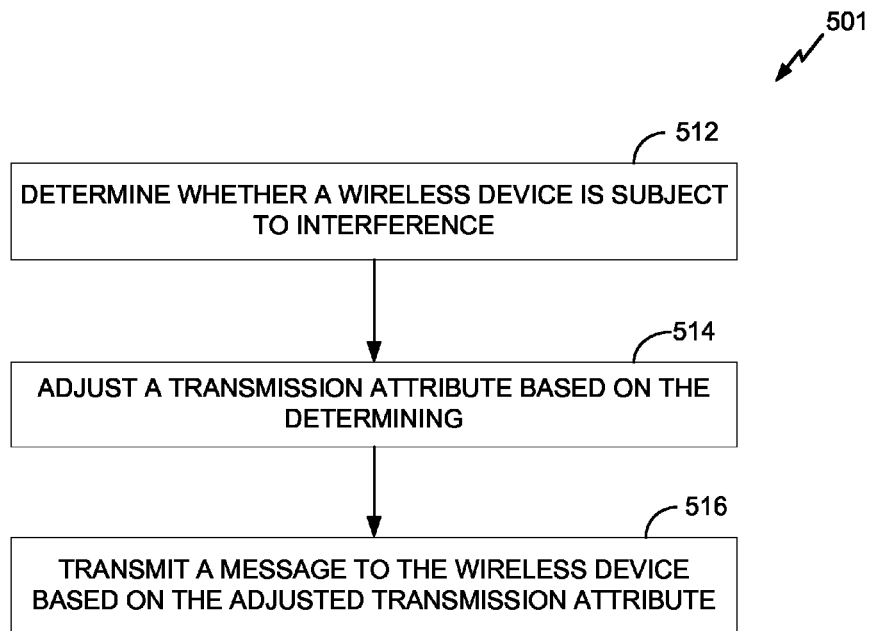 501
512
DETERMINE WHETHER A WIRELESS DEVICE IS SUBJECT
TO INTERFERENCE
514
ADJUST A TRANSMISSION ATTRIBUTE BASED ON THE
DETERMINING
516
TRANSMIT A MESSAGE TO THE WIRELESS DEVICE
BASED ON THE ADJUSTED TRANSMISSION ATTRIBUTE